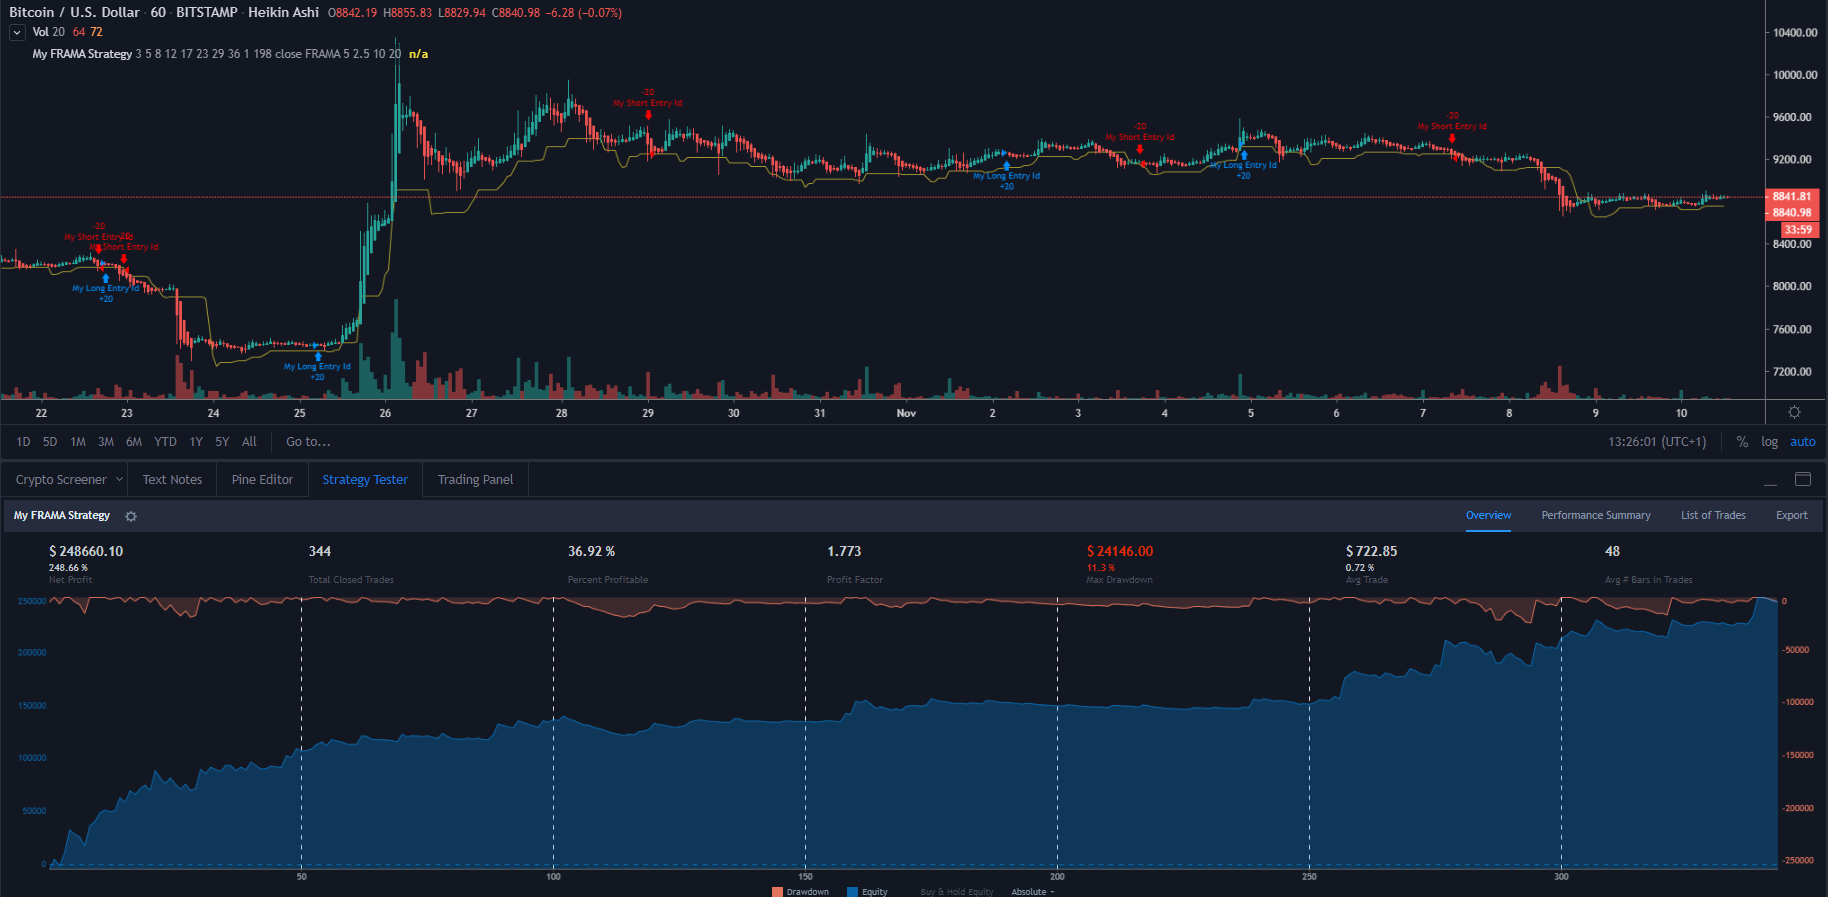 Bitcoin / U.S. Dollar · 60 · BITSTAMP · Heikin Ashi O8842.19 H8855.83 L8829.94 C8840.98 −6.28 (−0.07%)
Vol 20 64 72
My FRAMA Strategy 3 5 8 12 17 23 29 36 1 198 close FRAMA 5 2.5 10 20 n/a
10400.00
10000.00
9600.00
9200.00
8841.81
8840.98
33:59
8400.00
8000.00
7600.00
7200.00
-20
My Short Entry Id
-20
My Short Entry Id
My Long Entry Id
+20
My Long Entry Id
+20
-20
My Short Entry Id
My Long Entry Id
+20
-20
My Short Entry Id
My Long Entry Id
+20
-20
My Short Entry Id
22 23 24 25 26 27 28 29 30 31 Nov 2 3 4 5 6 7 8 9 10
1D 5D 1M 3M 6M YTD 1Y 5Y All Go to... 13:26:01 (UTC+1) % log auto
Crypto Screener Text Notes Pine Editor Strategy Tester Trading Panel
My FRAMA Strategy Overview Performance Summary List of Trades Export
$ 248660.10 344 36.92 % 1.773 $ 24146.00 $ 722.85 48
248.66 % 11.3 % 0.72 %
Net Profit Total Closed Trades Percent Profitable Profit Factor Max Drawdown Avg Trade Avg # Bars in Trades
250000 0
200000 -50000
150000 -100000
100000 -150000
50000 -200000
0 -250000
50 100 150 200 250 300
Drawdown Equity Buy & Hold Equity Absolute